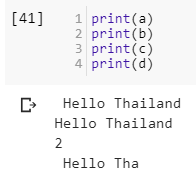 [41]
1 print(a)
2 print(b)
3 print(c)
4 print(d)
 Hello Thailand
Hello Thailand
2
 Hello Tha